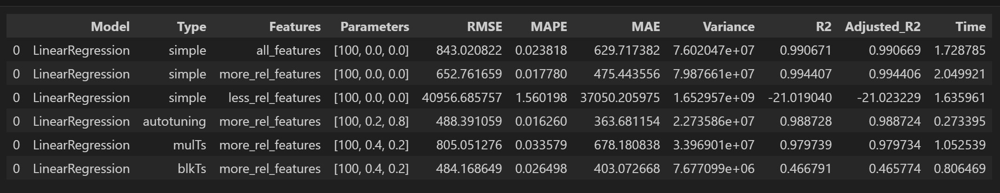 Model Type Features Parameters RMSE MAPE MAE Variance R2 Adjusted_R2 Time
0 LinearRegression simple all_features [100, 0.0, 0.0] 843.020822 0.023818 629.717382 7.602047e+07 0.990671 0.990669 1.728785
0 LinearRegression simple more_rel_features [100, 0.0, 0.0] 652.761659 0.017780 475.443556 7.987661e+07 0.994407 0.994406 2.049921
0 LinearRegression simple less_rel_features [100, 0.0, 0.0] 40956.685757 1.560198 37050.205975 1.652957e+09 -21.019040 -21.023229 1.635961
0 LinearRegression autotuning more_rel_features [100, 0.2, 0.8] 488.391059 0.016260 363.681154 2.273586e+07 0.988728 0.988724 0.273395
0 LinearRegression mulTs more_rel_features [100, 0.4, 0.2] 805.051276 0.033579 678.180838 3.396901e+07 0.979739 0.979734 1.052539
0 LinearRegression blkTs more_rel_features [100, 0.4, 0.2] 484.168649 0.026498 403.072668 7.677099e+06 0.466791 0.465774 0.806469